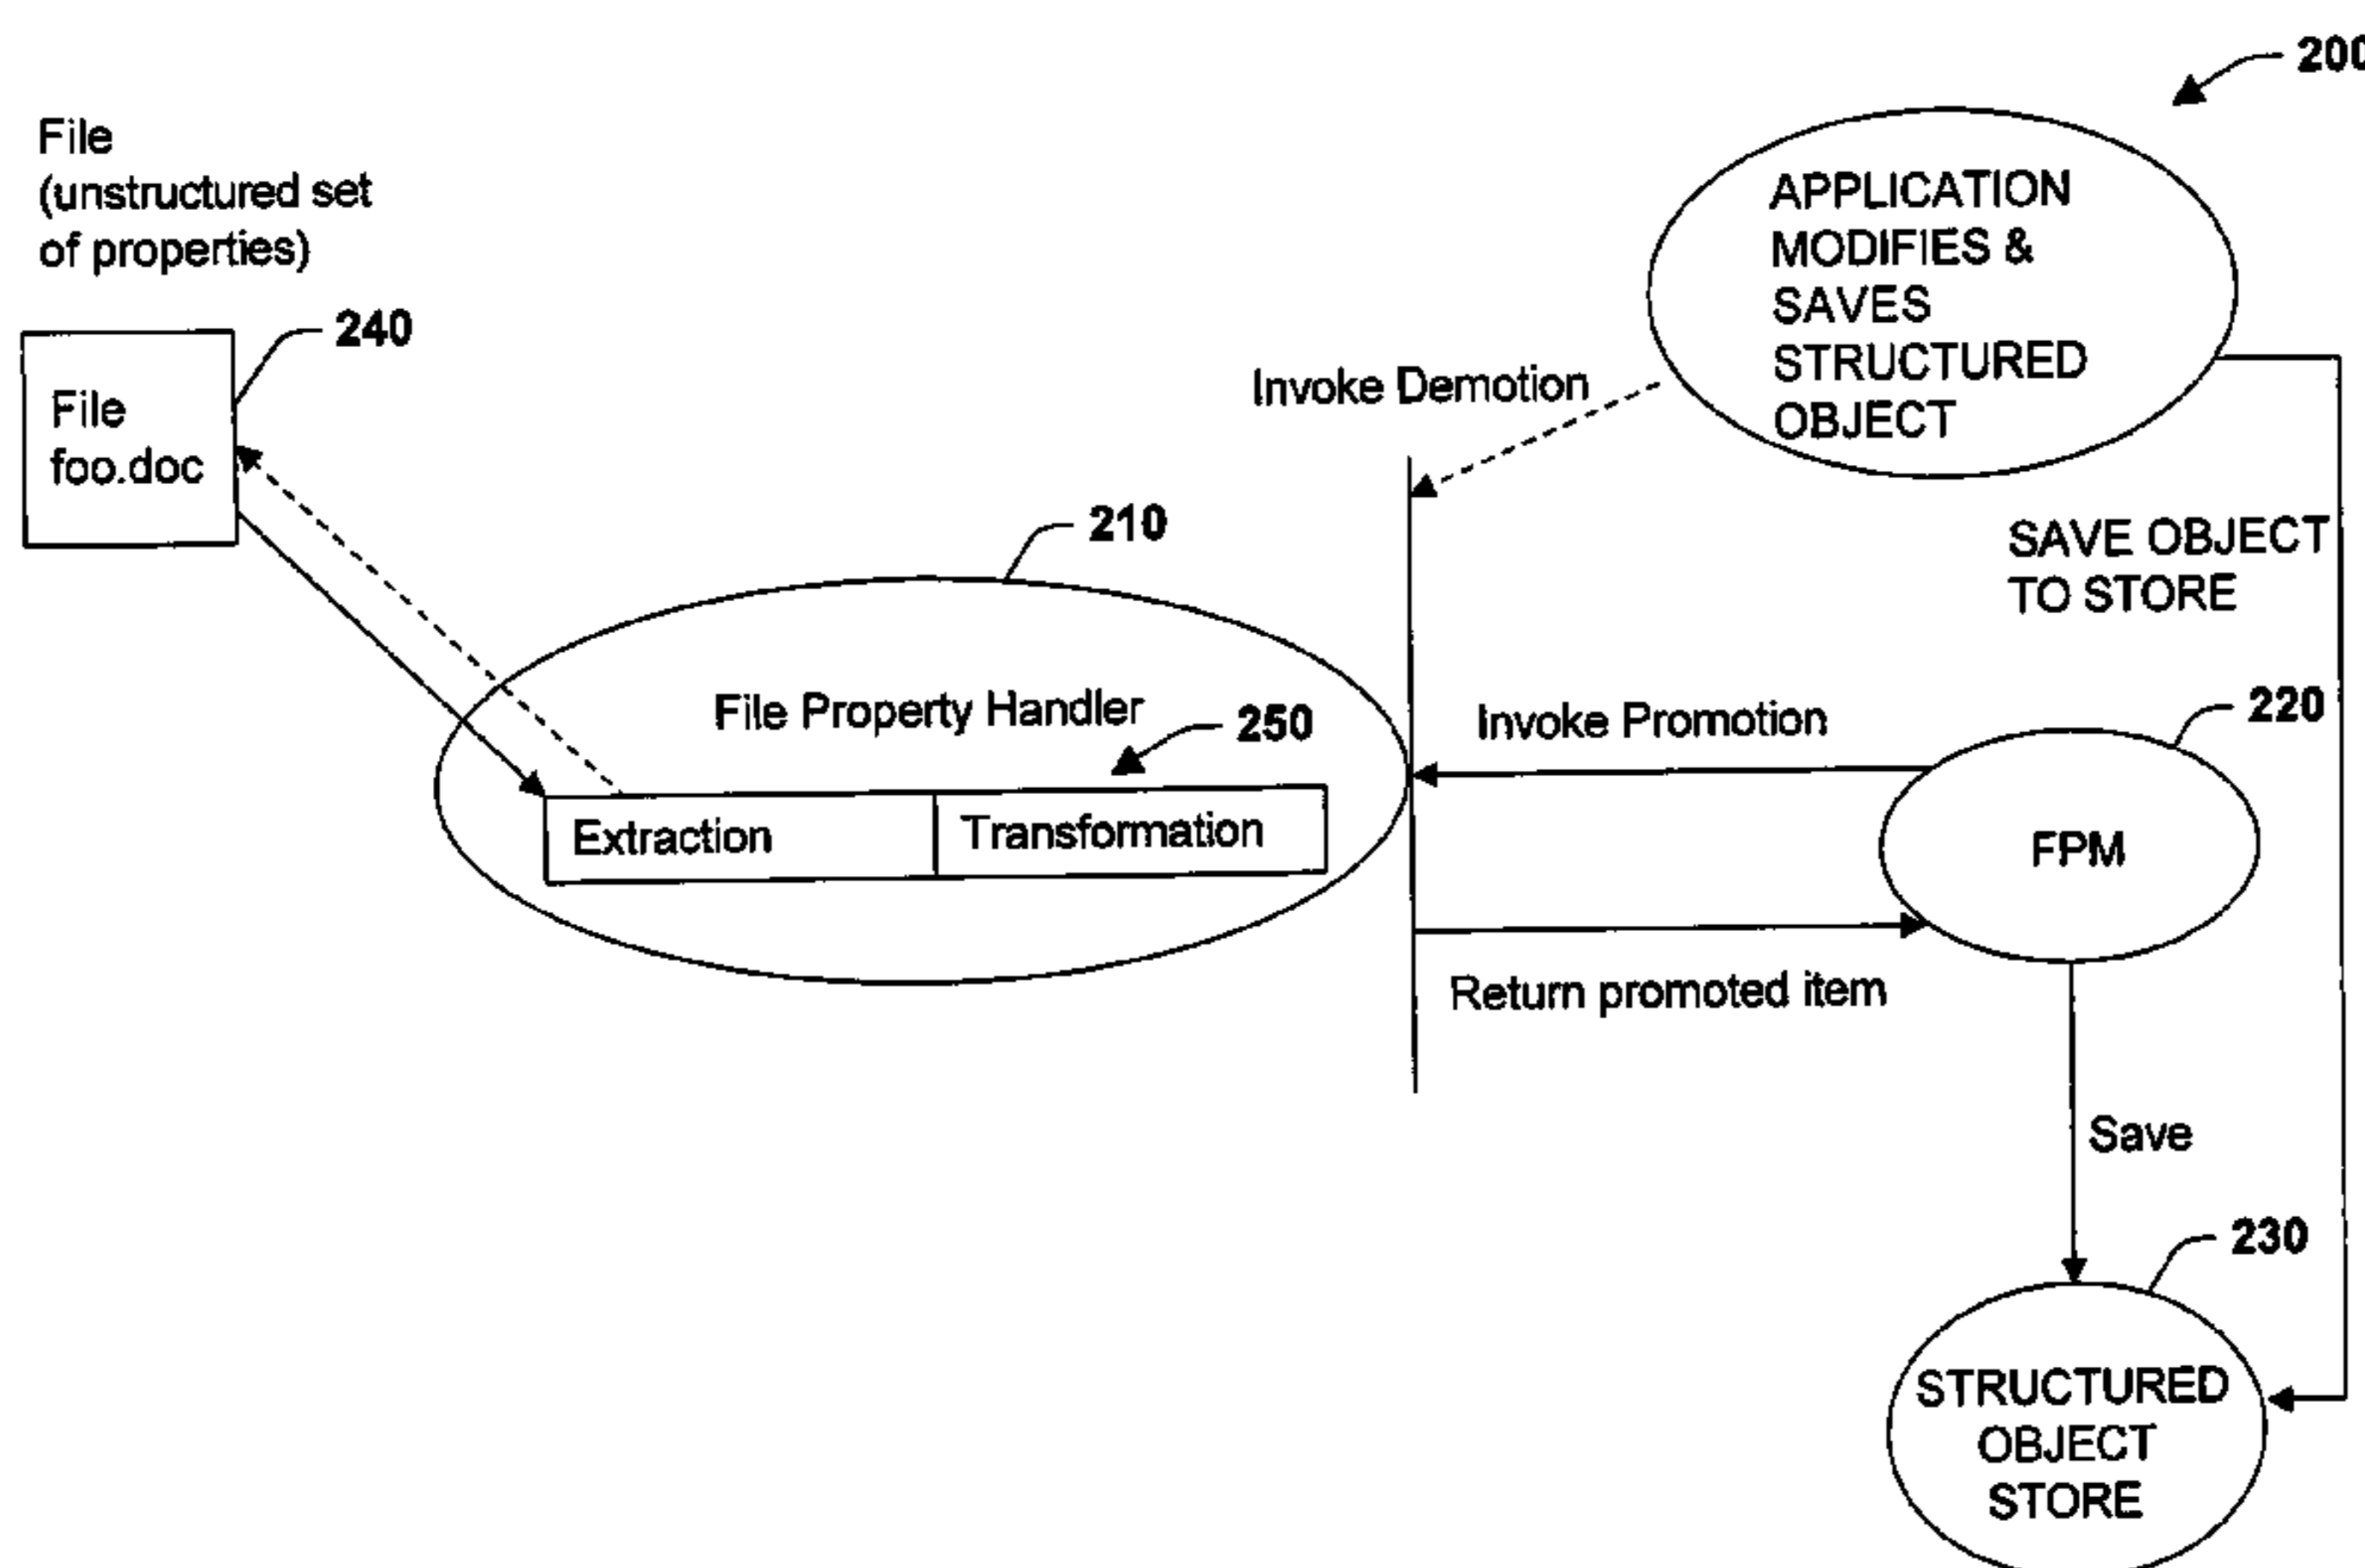 200
File
(unstructured set
of properties)
240
File
foo.doc
APPLICATION
MODIFIES &
SAVES
STRUCTURED
OBJECT
Invoke Demotion
210
SAVE OBJECT
TO STORE
File Property Handler
250
Invoke Promotion
220
Extraction
Transformation
FPM
Return promoted item
Save
230
STRUCTURED
OBJECT
STORE